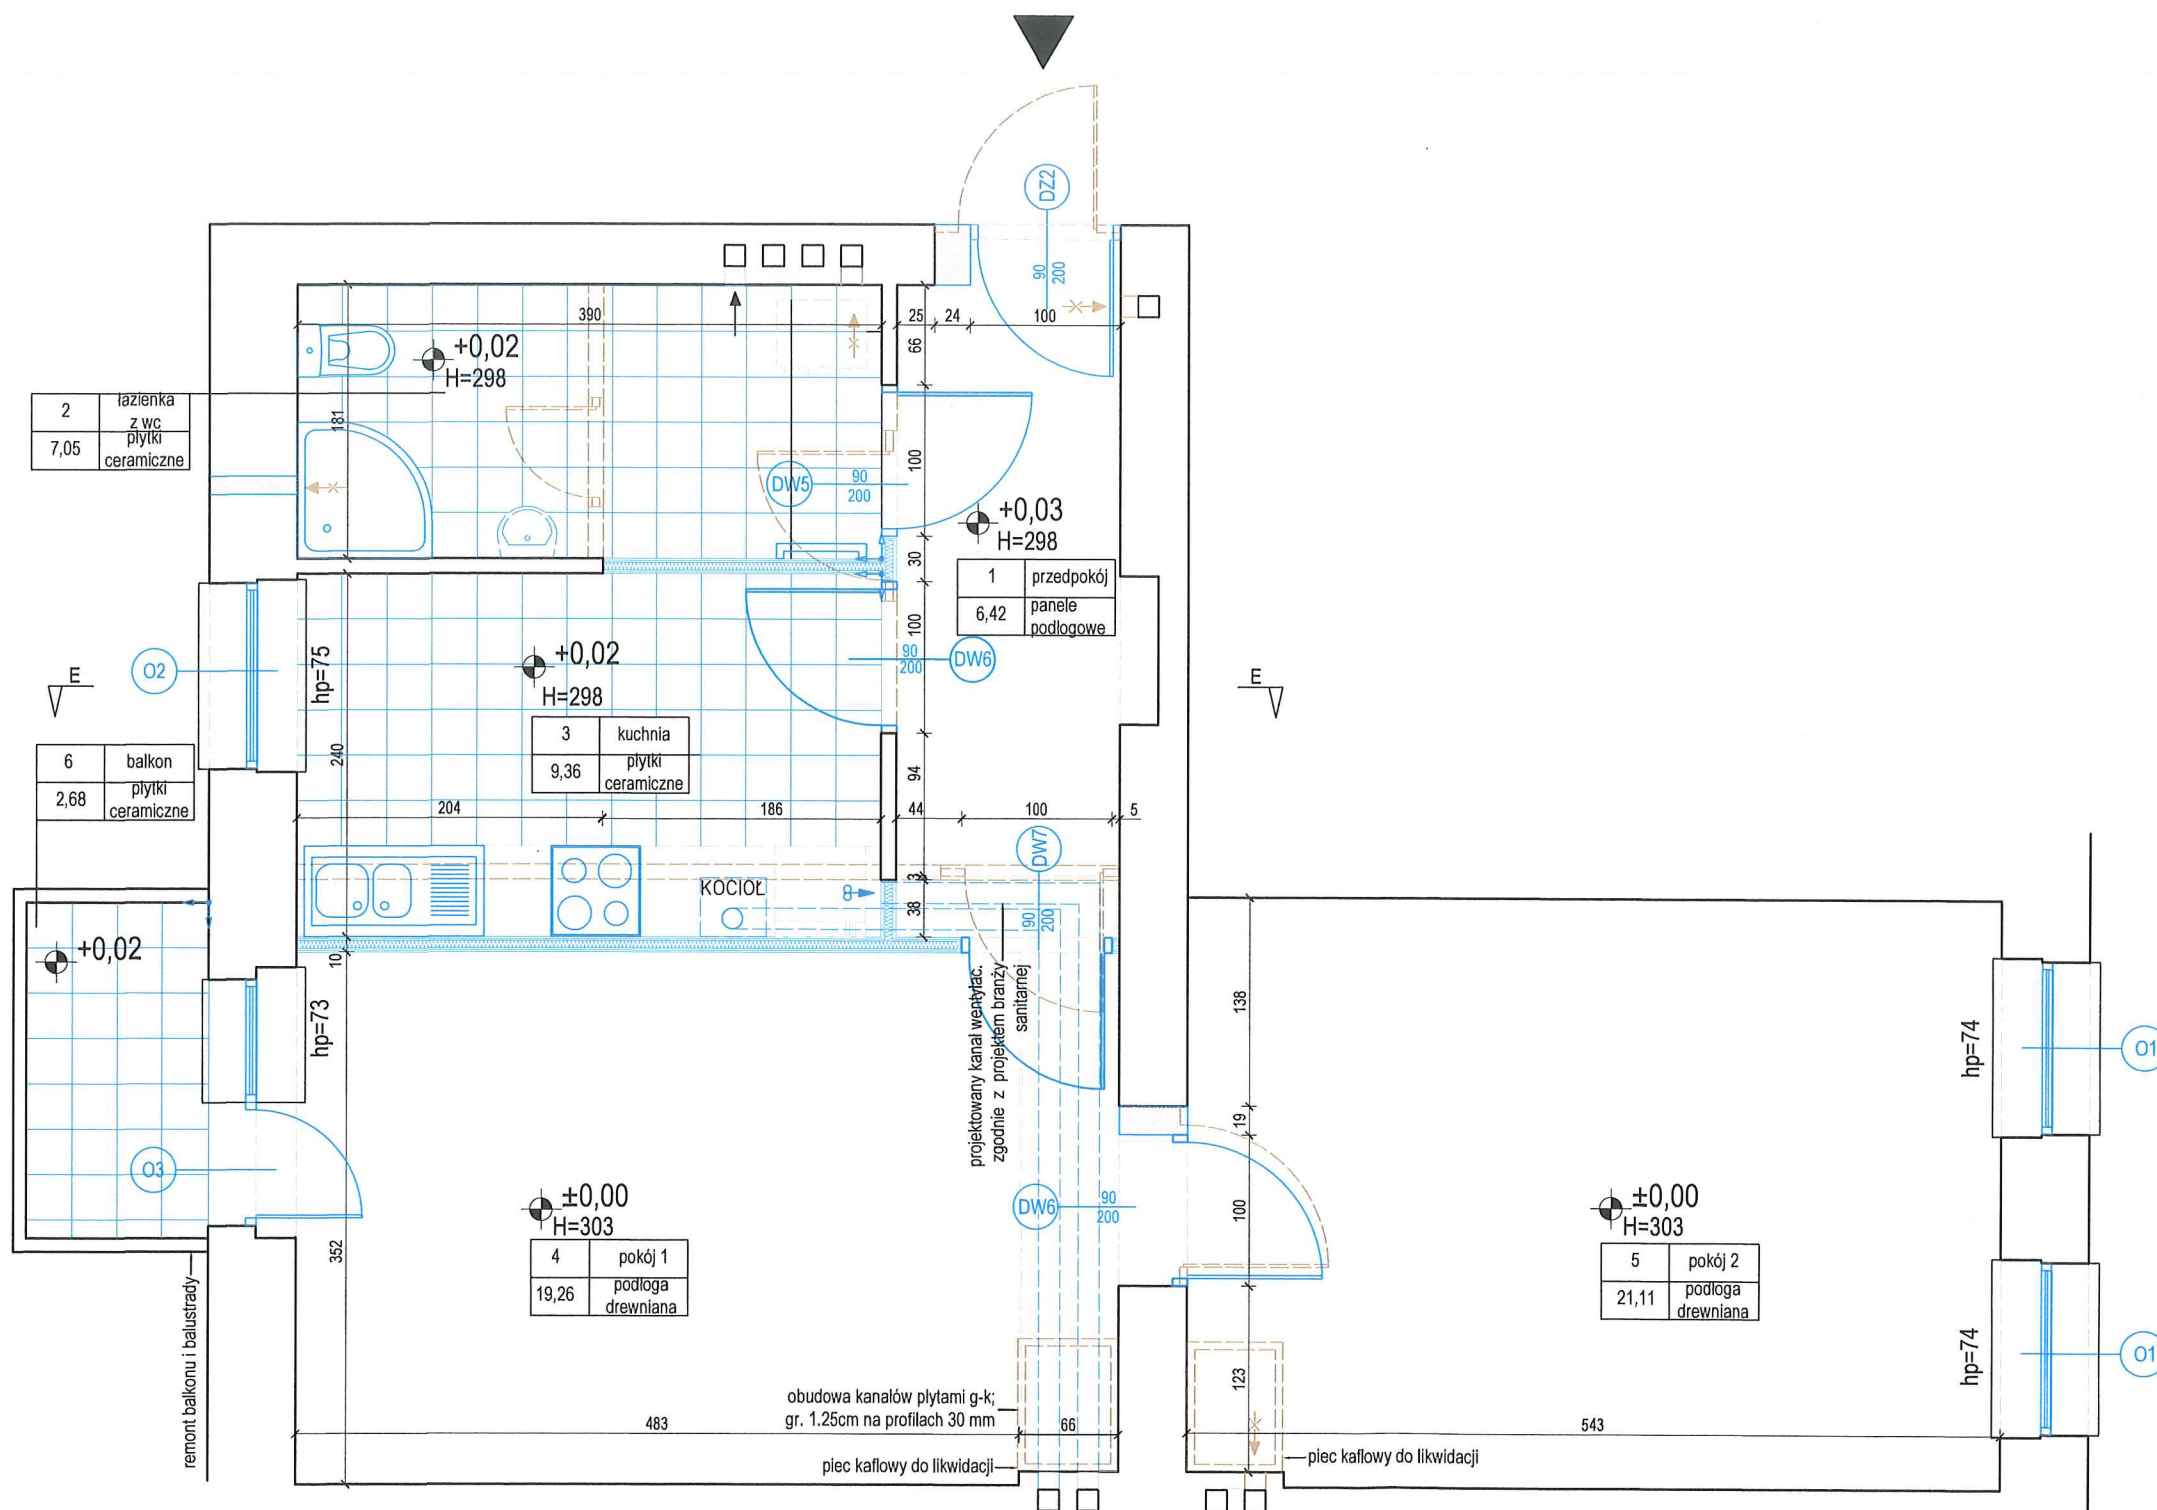 DZ2
90
200
390
25
24
100
66
+0,02
H=298
2
łazienka
z wc
7,05
płytki
ceramiczne
181
DW5
90
200
100
+0,03
H=298
30
1
przedpokój
6,42
panele
podłogowe
100
90
200
DW6
O2
hp=75
+0,02
H=298
E
E
3
kuchnia
9,36
płytki
ceramiczne
240
94
6
balkon
2,68
płytki
ceramiczne
204
186
44
100
5
DW7
KOCIOŁ
8
3
38
90
200
+0,02
10
hp=73
projektowany kanał wentylac.
zgodnie z projektem branży
sanitarnej
138
hp=74
O1
19
O3
±0,00
H=303
4
pokój 1
19,26
podłoga
drewniana
352
DW6
90
200
100
±0,00
H=303
5
pokój 2
21,11
podłoga
drewniana
remont balkonu i balustrady
hp=74
O1
123
obudowa kanałów płytami g-k;
gr. 1.25cm na profilach 30 mm
483
66
543
piec kaflowy do likwidacji
piec kaflowy do likwidacji